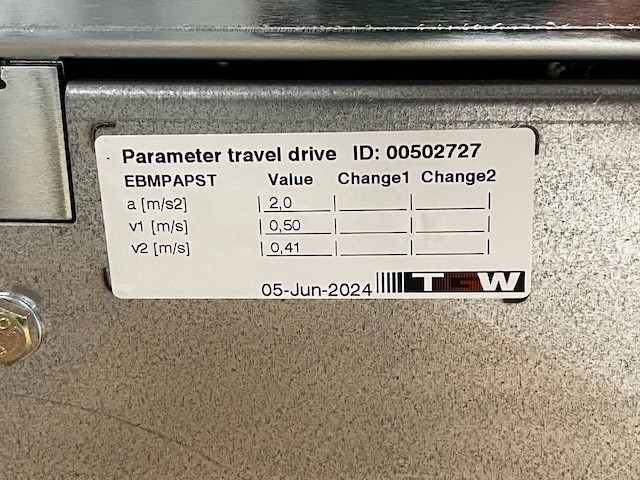 Parameter travel drive ID: 00502727
EBMPAPST Value Change1 Change2
a [m/s2] 2,0
v1 [m/s] 0,50
v2 [m/s] 0,41
05-Jun-2024 TGW